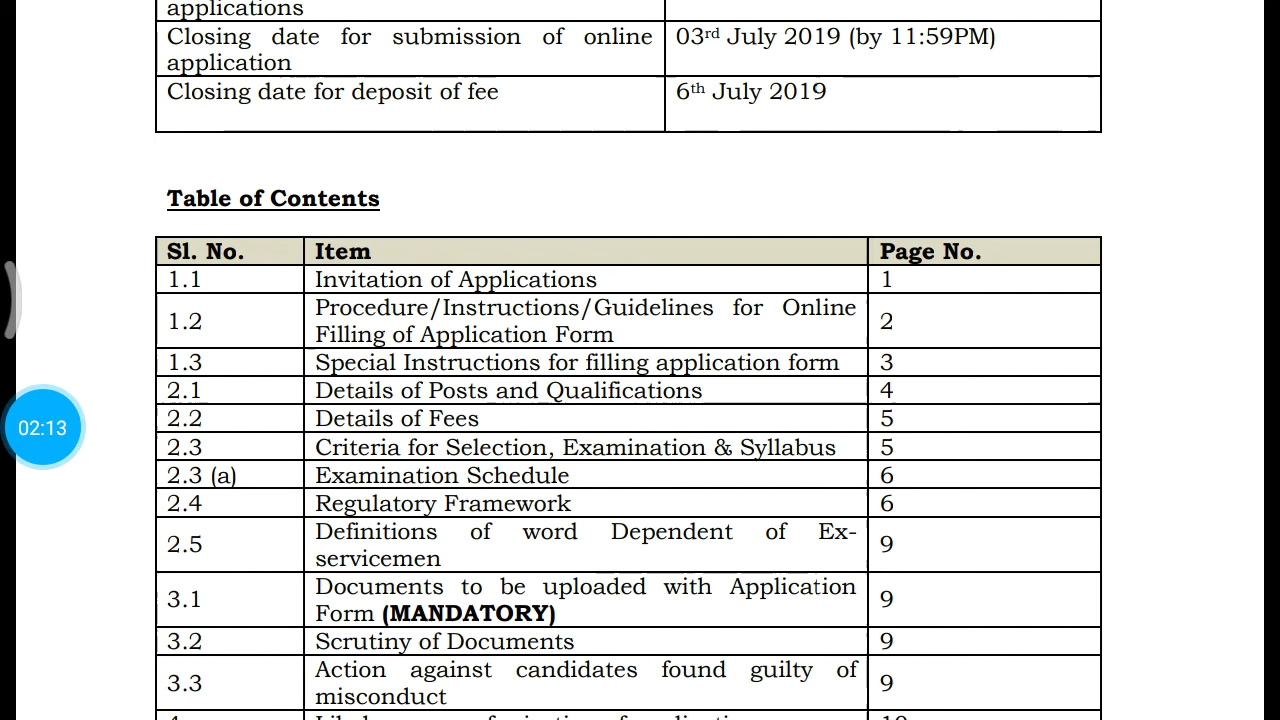 applications
Closing date for submission of online 03rd July 2019 (by 11:59PM)
application
Closing date for deposit of fee 6th July 2019
Table of Contents
Sl. No. Item Page No.
1.1 Invitation of Applications 1
1.2 Procedure/Instructions/Guidelines for Online Filling of Application Form 2
1.3 Special Instructions for filling application form 3
2.1 Details of Posts and Qualifications 4
2.2 Details of Fees 5
2.3 Criteria for Selection, Examination & Syllabus 5
2.3 (a) Examination Schedule 6
2.4 Regulatory Framework 6
2.5 Definitions of word Dependent of Ex-servicemen 9
3.1 Documents to be uploaded with Application Form (MANDATORY) 9
3.2 Scrutiny of Documents 9
3.3 Action against candidates found guilty of misconduct 9
02:13